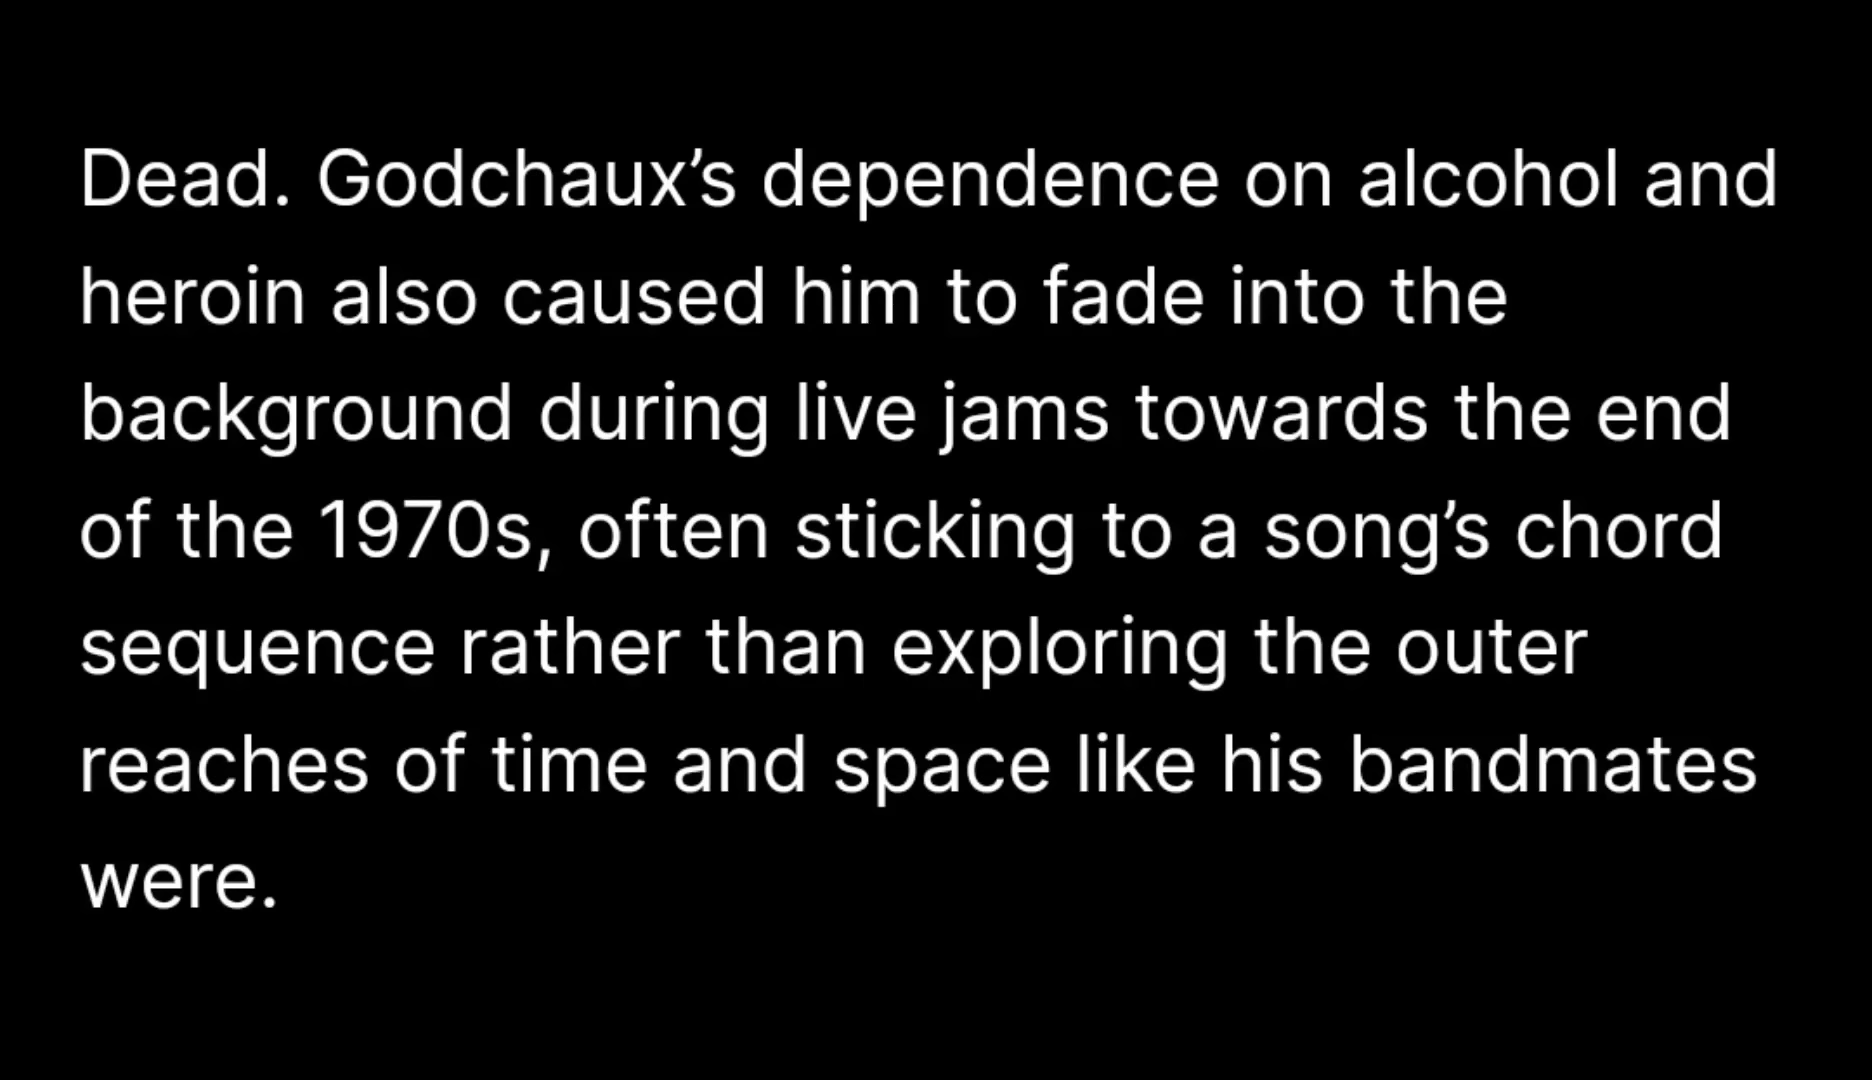 Dead. Godchaux’s dependence on alcohol and
heroin also caused him to fade into the
background during live jams towards the end
of the 1970s, often sticking to a song’s chord
sequence rather than exploring the outer
reaches of time and space like his bandmates
were.